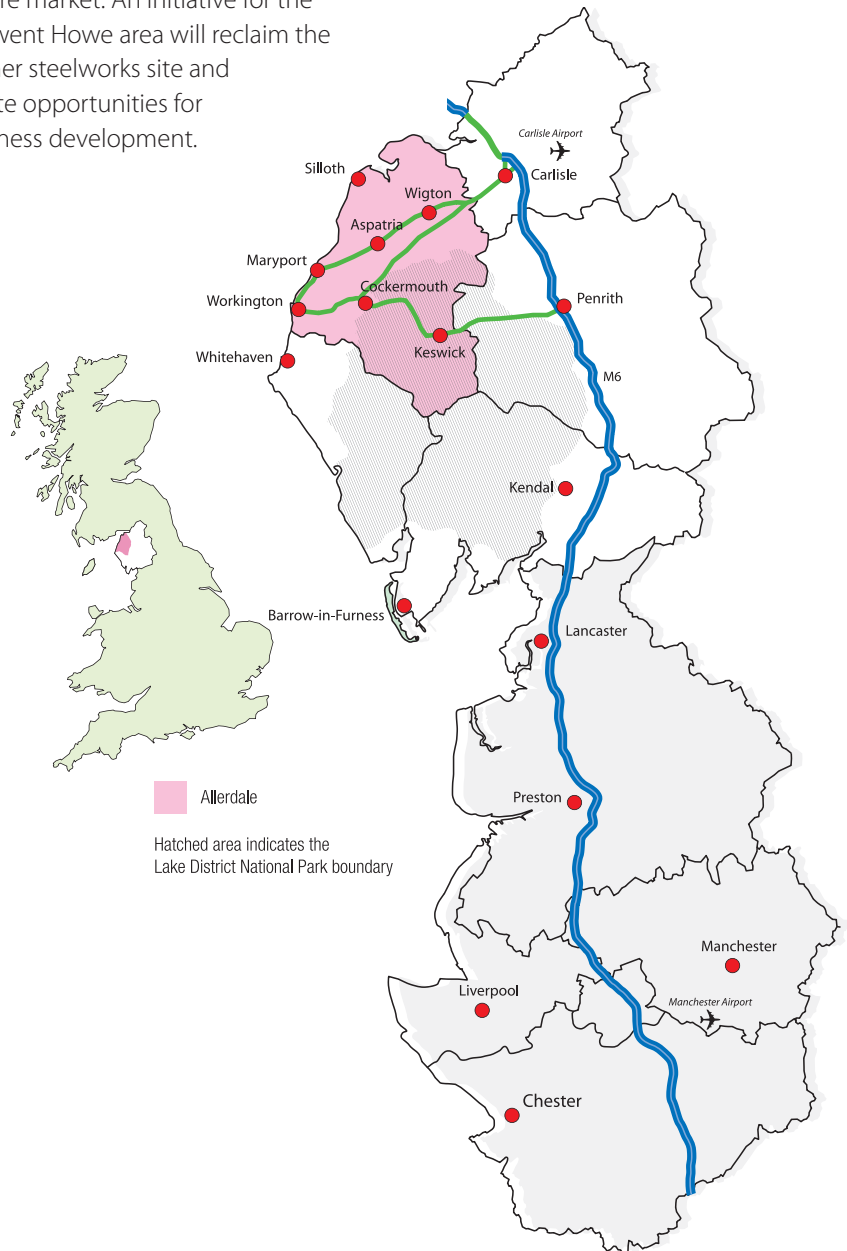 re market. An initiative for the
went Howe area will reclaim the
er steelworks site and
te opportunities for
ness development.
Carlisle Airport
Silloth
Carlisle
Wigton
Aspatria
Maryport
Cockermouth
Workington
Penrith
Whitehaven
Keswick
M6
Kendal
Barrow-in-Furness
Lancaster
Allerdale
Preston
Hatched area indicates the
Lake District National Park boundary
Manchester
Liverpool
Manchester Airport
Chester